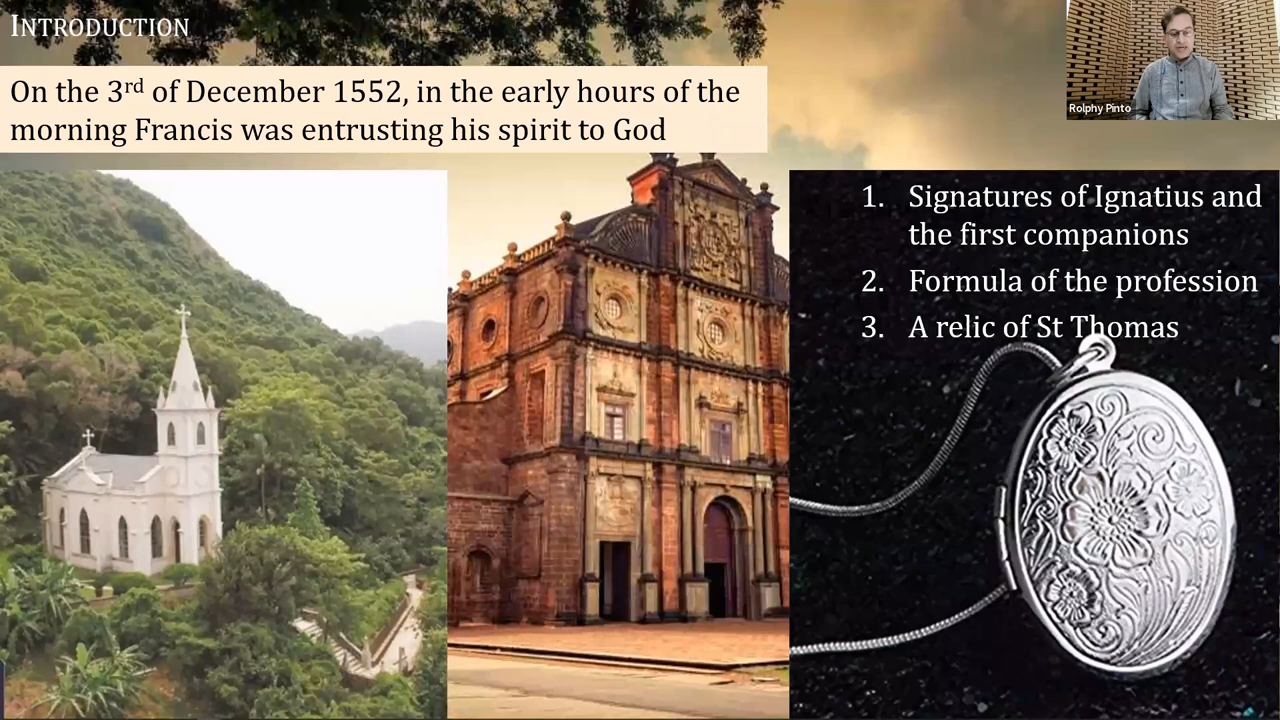 INTRODUCTION
On the 3rd of December 1552, in the early hours of the
morning Francis was entrusting his spirit to God
Rolphy Pinto
1. Signatures of Ignatius and
the first companions
2. Formula of the profession
3. A relic of St Thomas